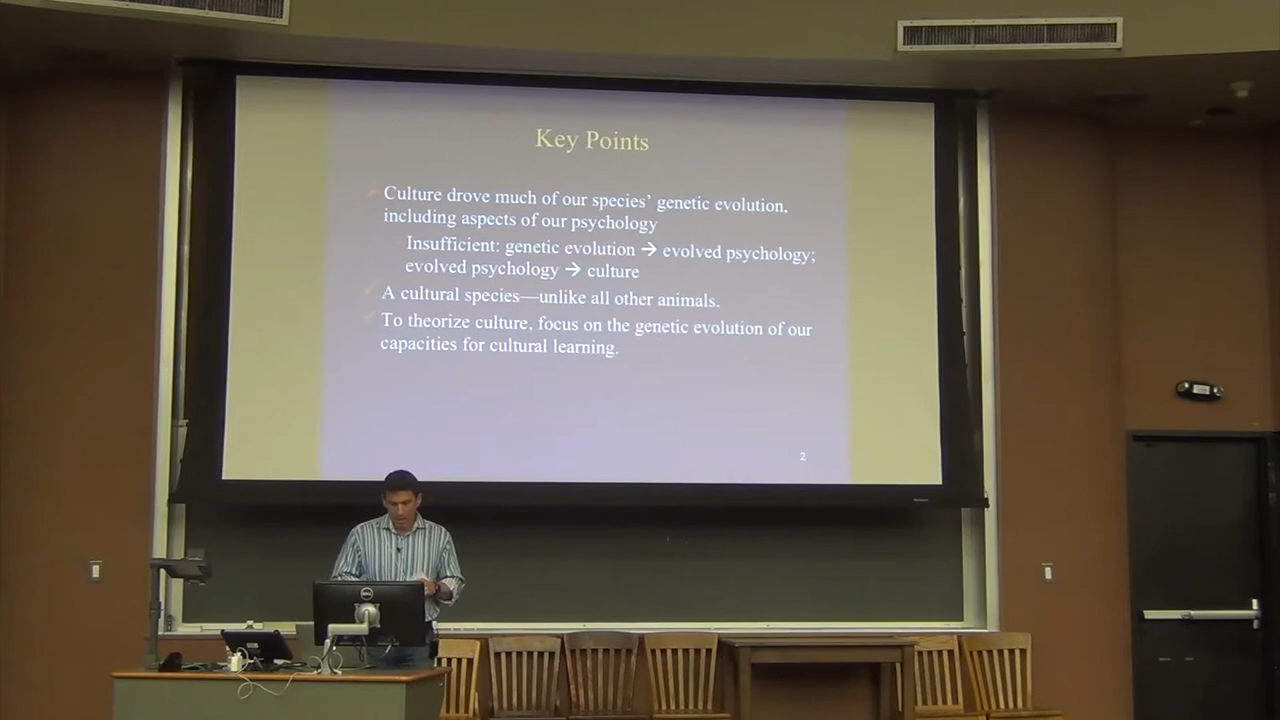 Key Points
Culture drove much of our species’ genetic evolution,
including aspects of our psychology
Insufficient: genetic evolution → evolved psychology;
evolved psychology → culture
A cultural species—unlike all other animals.
To theorize culture, focus on the genetic evolution of our
capacities for cultural learning.
2
DELL